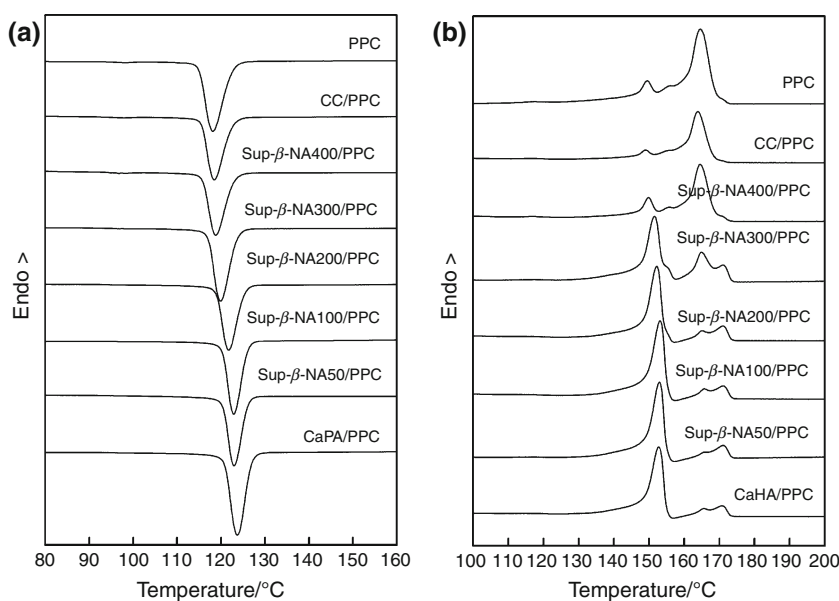 (a)
PPC
CC/PPC
Sup-β-NA400/PPC
Sup-β-NA300/PPC
Sup-β-NA200/PPC
Sup-β-NA100/PPC
Sup-β-NA50/PPC
CaPA/PPC
Endo >
80 90 100 110 120 130 140 150 160
Temperature/°C
(b)
PPC
CC/PPC
Sup-β-NA400/PPC
Sup-β-NA300/PPC
Sup-β-NA200/PPC
Sup-β-NA100/PPC
Sup-β-NA50/PPC
CaHA/PPC
Endo >
100 110 120 130 140 150 160 170 180 190 200
Temperature/°C